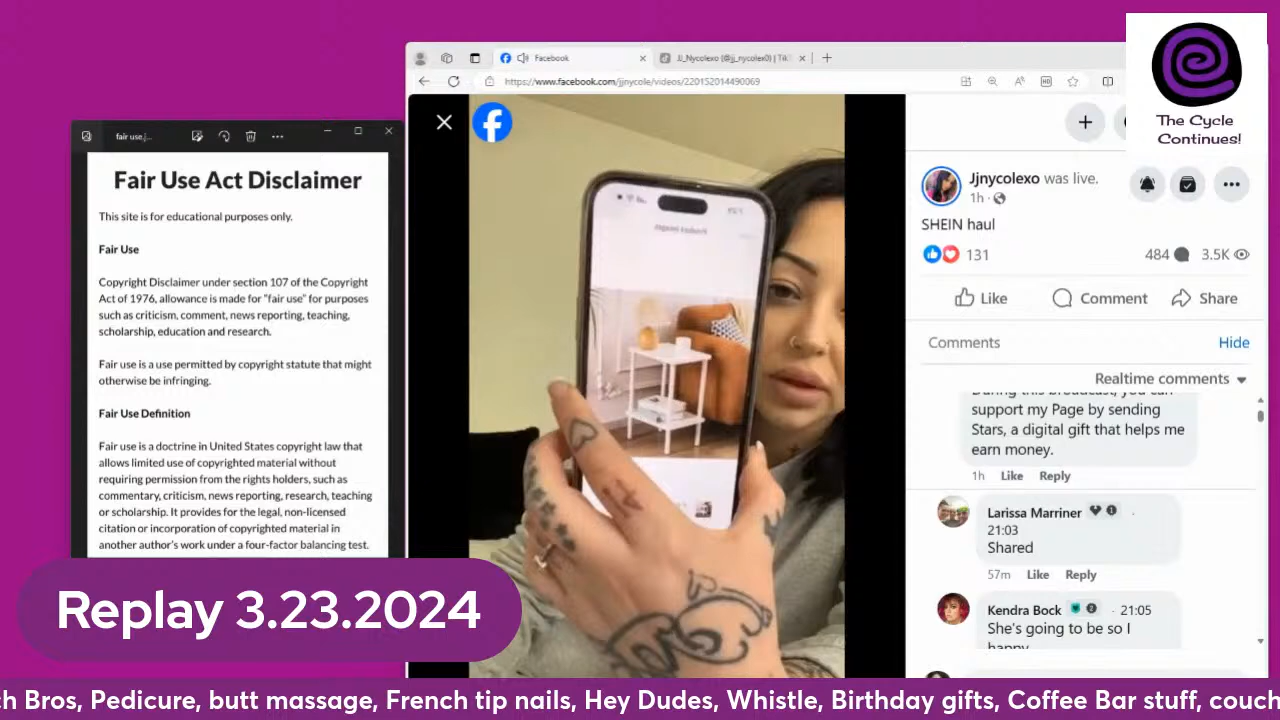 Facebook
JJ_Nycolexo (@jj_nycolex0) | Tik
https://www.facebook.com/jjnycole/videos/220152014490069
The Cycle
Continues!
fair use.j...
Fair Use Act Disclaimer
This site is for educational purposes only.
Fair Use
Copyright Disclaimer under section 107 of the Copyright
Act of 1976, allowance is made for "fair use" for purposes
such as criticism, comment, news reporting, teaching,
scholarship, education and research.
Fair use is a use permitted by copyright statute that might
otherwise be infringing.
Fair Use Definition
Fair use is a doctrine in United States copyright law that
allows limited use of copyrighted material without
requiring permission from the rights holders, such as
commentary, criticism, news reporting, research, teaching
or scholarship. It provides for the legal, non-licensed
citation or incorporation of copyrighted material in
another author's work under a four-factor balancing test.
Jjnycolexo was live.
1h ·
SHEIN haul
131
484
3.5K
Like
Comment
Share
Comments
Hide
Realtime comments
During this broadcast, you can
support my Page by sending
Stars, a digital gift that helps me
earn money.
1h Like Reply
Larissa Marriner ·
21:03
Shared
57m Like Reply
Kendra Bock · 21:05
She's going to be so I
happy
Replay 3.23.2024
ch Bros, Pedicure, butt massage, French tip nails, Hey Dudes, Whistle, Birthday gifts, Coffee Bar stuff, couch